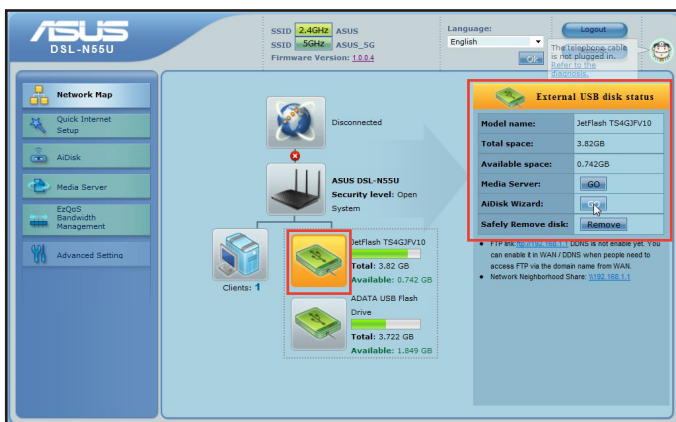 ASUS
DSL-N55U
SSID 2.4GHz ASUS
SSID 5GHz ASUS_5G
Firmware Version: 1.0.0.4
Language:
English
OK
Logout
The telephone cable
is not plugged in.
Refer to the
diagnosis.
Network Map
Quick Internet
Setup
AiDisk
Media Server
EzQoS
Bandwidth
Management
Advanced Setting
Disconnected
ASUS DSL-N55U
Security level: Open
System
Clients: 1
JetFlash TS4GJFV10
Total: 3.82 GB
Available: 0.742 GB
ADATA USB Flash
Drive
Total: 3.722 GB
Available: 1.849 GB
External USB disk status
Model name: JetFlash TS4GJFV10
Total space: 3.82GB
Available space: 0.742GB
Media Server: GO
AiDisk Wizard: GO
Safely Remove disk: Remove
• FTP link: ftp://192.168.1.1 DDNS is not enable yet. You
can enable it in WAN / DDNS when people need to
access FTP via the domain name from WAN.
• Network Neighborhood Share: \\192.168.1.1